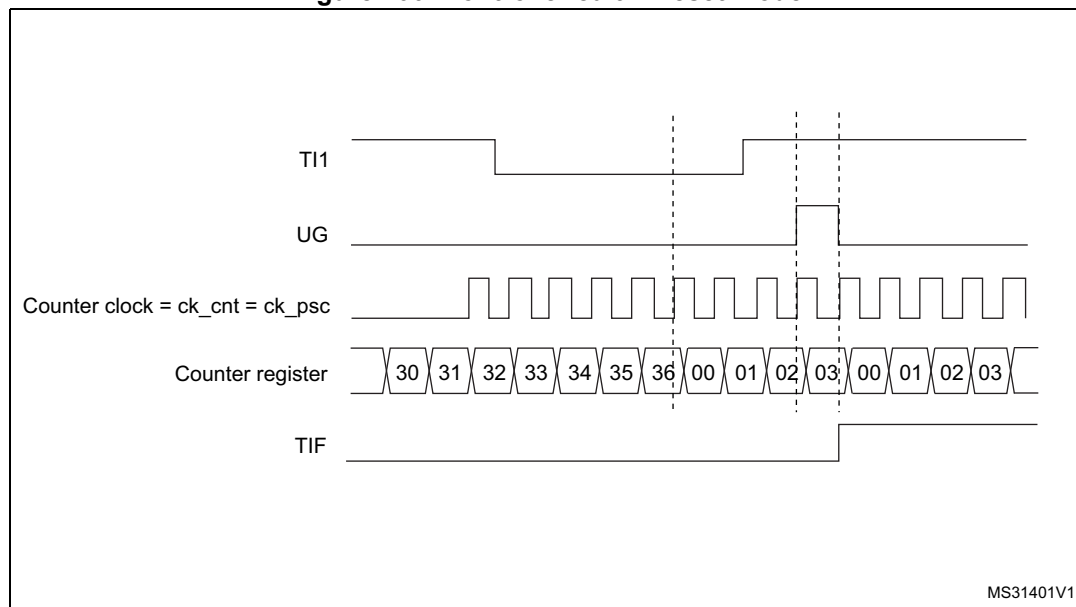 TI1
UG
Counter clock = ck_cnt = ck_psc
Counter register
30 31 32 33 34 35 36 00 01 02 03 00 01 02 03
TIF
MS31401V1